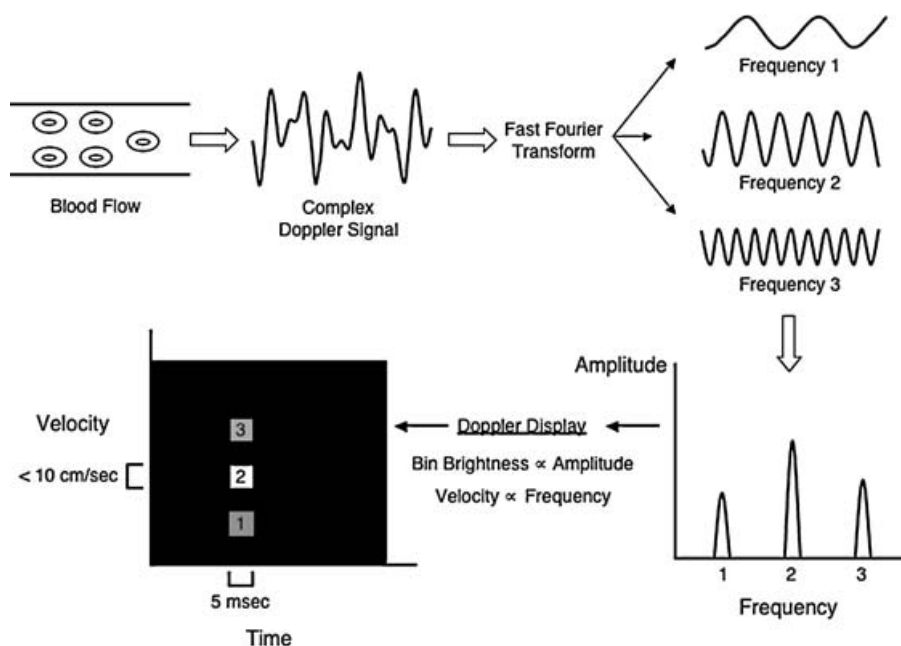 Blood Flow
Complex
Doppler Signal
Fast Fourier
Transform
Frequency 1
Frequency 2
Frequency 3
Amplitude
1 2 3
Frequency
Doppler Display
Bin Brightness ∝ Amplitude
Velocity ∝ Frequency
Velocity
< 10 cm/sec
3
2
1
5 msec
Time